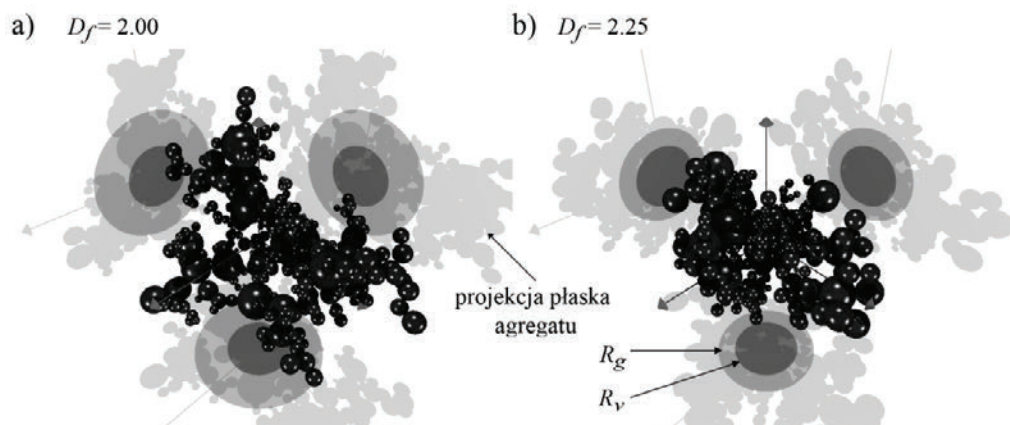 a) D_f = 2.00
b) D_f = 2.25
projekcja płaska
agregatu
R_g
R_v